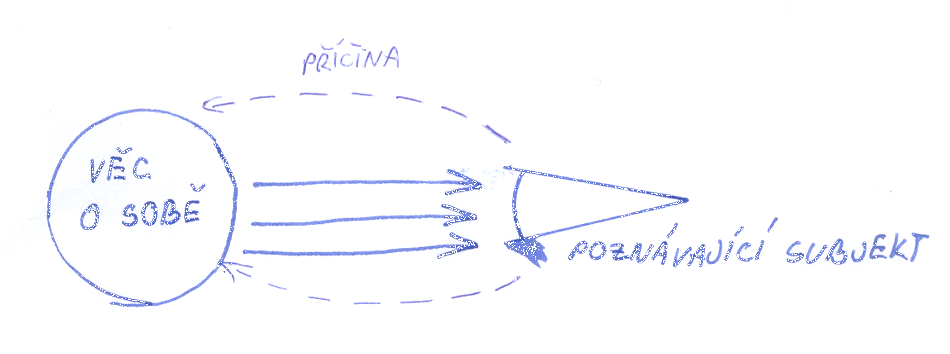 PŘÍČINA
VĚC
O SOBĚ
POZNÁVAJÍCÍ SUBJEKT